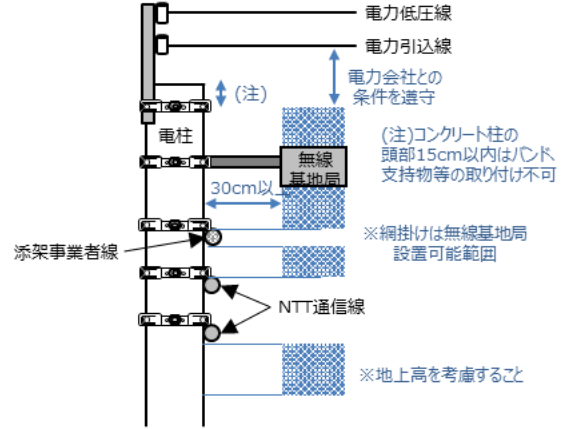 電力低圧線
電力引込線
電力会社との
条件を遵守
(注)
電柱
(注)コンクリート柱の
頭部15cm以内はバンド、
支持物等の取り付け不可
無線
基地局
30cm以上
※網掛けは無線基地局
設置可能範囲
添架事業者線
NTT通信線
※地上高を考慮すること